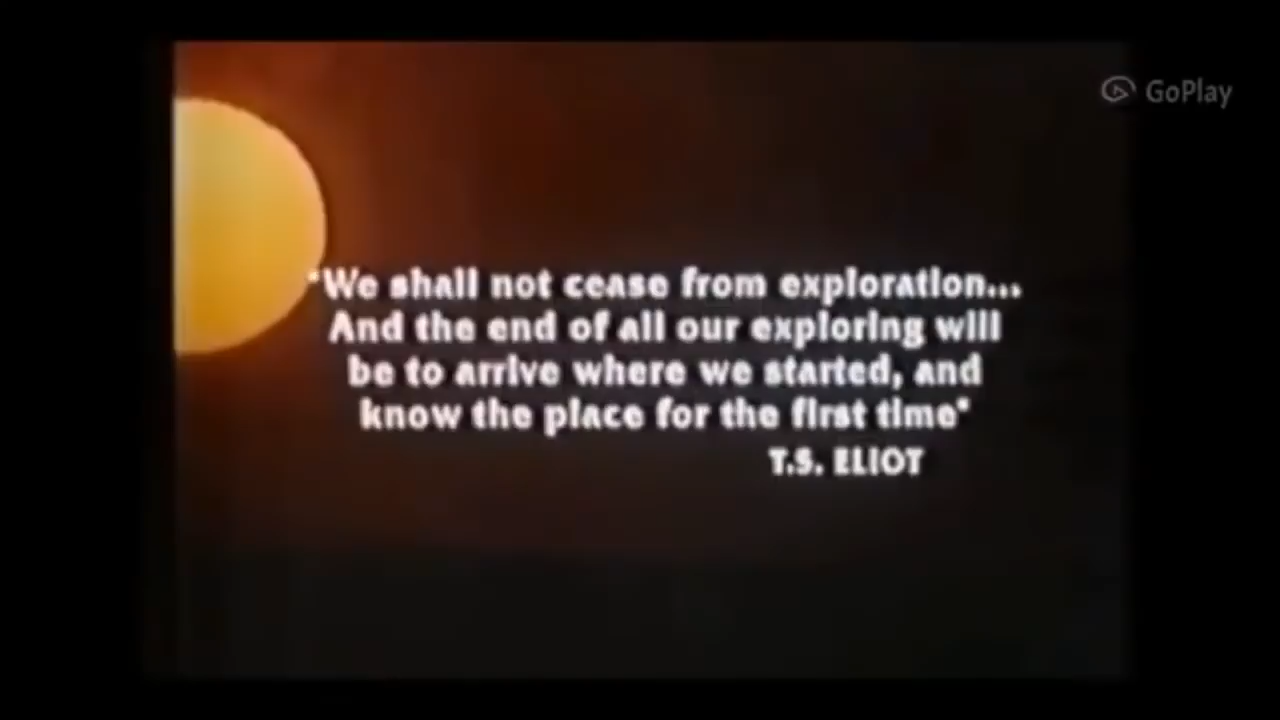 GoPlay
"We shall not cease from exploration...
And the end of all our exploring will
be to arrive where we started, and
know the place for the first time"
T.S. ELIOT